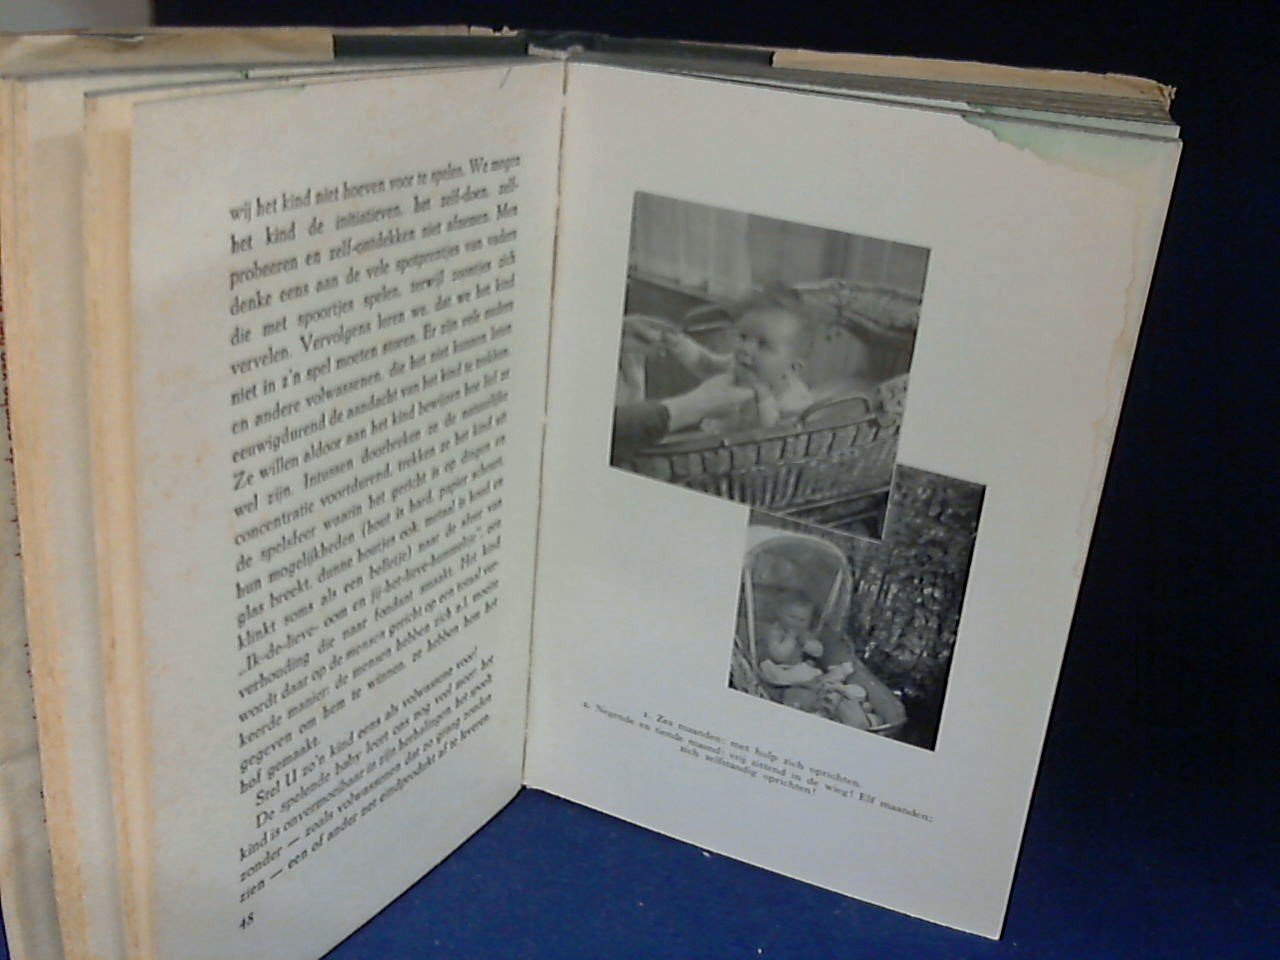 wij het kind niet hoeven voor te spelen. We mogen
het kind de initiatieven, het zelf-doen, zelf-
probeeren en zelf-ontdekken niet afnemen. Men
denke eens aan de vele spotprentjes van vaders
die met spoortjes spelen, terwijl zoontjes zich
vervelen. Vervolgens leren we, dat we het kind
niet in z'n spel moeten storen. Er zijn vele ouders
en andere volwassenen, die het niet kunnen laten
eeuwigdurend de aandacht van het kind te trekken.
Ze willen aldoor aan het kind bewijzen hoe lief ze
wel zijn. Intussen doorbreken ze de natuurlijke
concentratie voortdurend, trekken ze het kind uit
de spelsfeer waarin het gericht is op dingen en
hun mogelijkheden (hout is hard, papier scheurt,
glas breekt, dunne houtjes ook, metaal is koud en
klinkt soms als een belletje) naar de sfeer van
„Ik-de-lieve- oom en jij-het-lieve-hummeltje", een
verhouding die naar fondant smaakt. Het kind
wordt daar op de mensen gericht op een totaal ver-
keerde manier: de mensen hebben zich a.l. moeite
gegeven om hem te winnen, ze hebben hem het
hof gemaakt.
Stel U zo'n kind eens als volwassene voor!
De spelende baby leert ons nog veel meer: het
kind is onvermoeibaar in zijn herhalingen, het speelt
zonder — zoals volwassenen dat zo graag zouden
zien — een of ander net eindprodukt af te leveren
48
1. Zes maanden: met hulp zich oprichten.
2. Negende en tiende maand: vrij zittend in de wieg! Elf maanden:
zich zelfstandig oprichten!